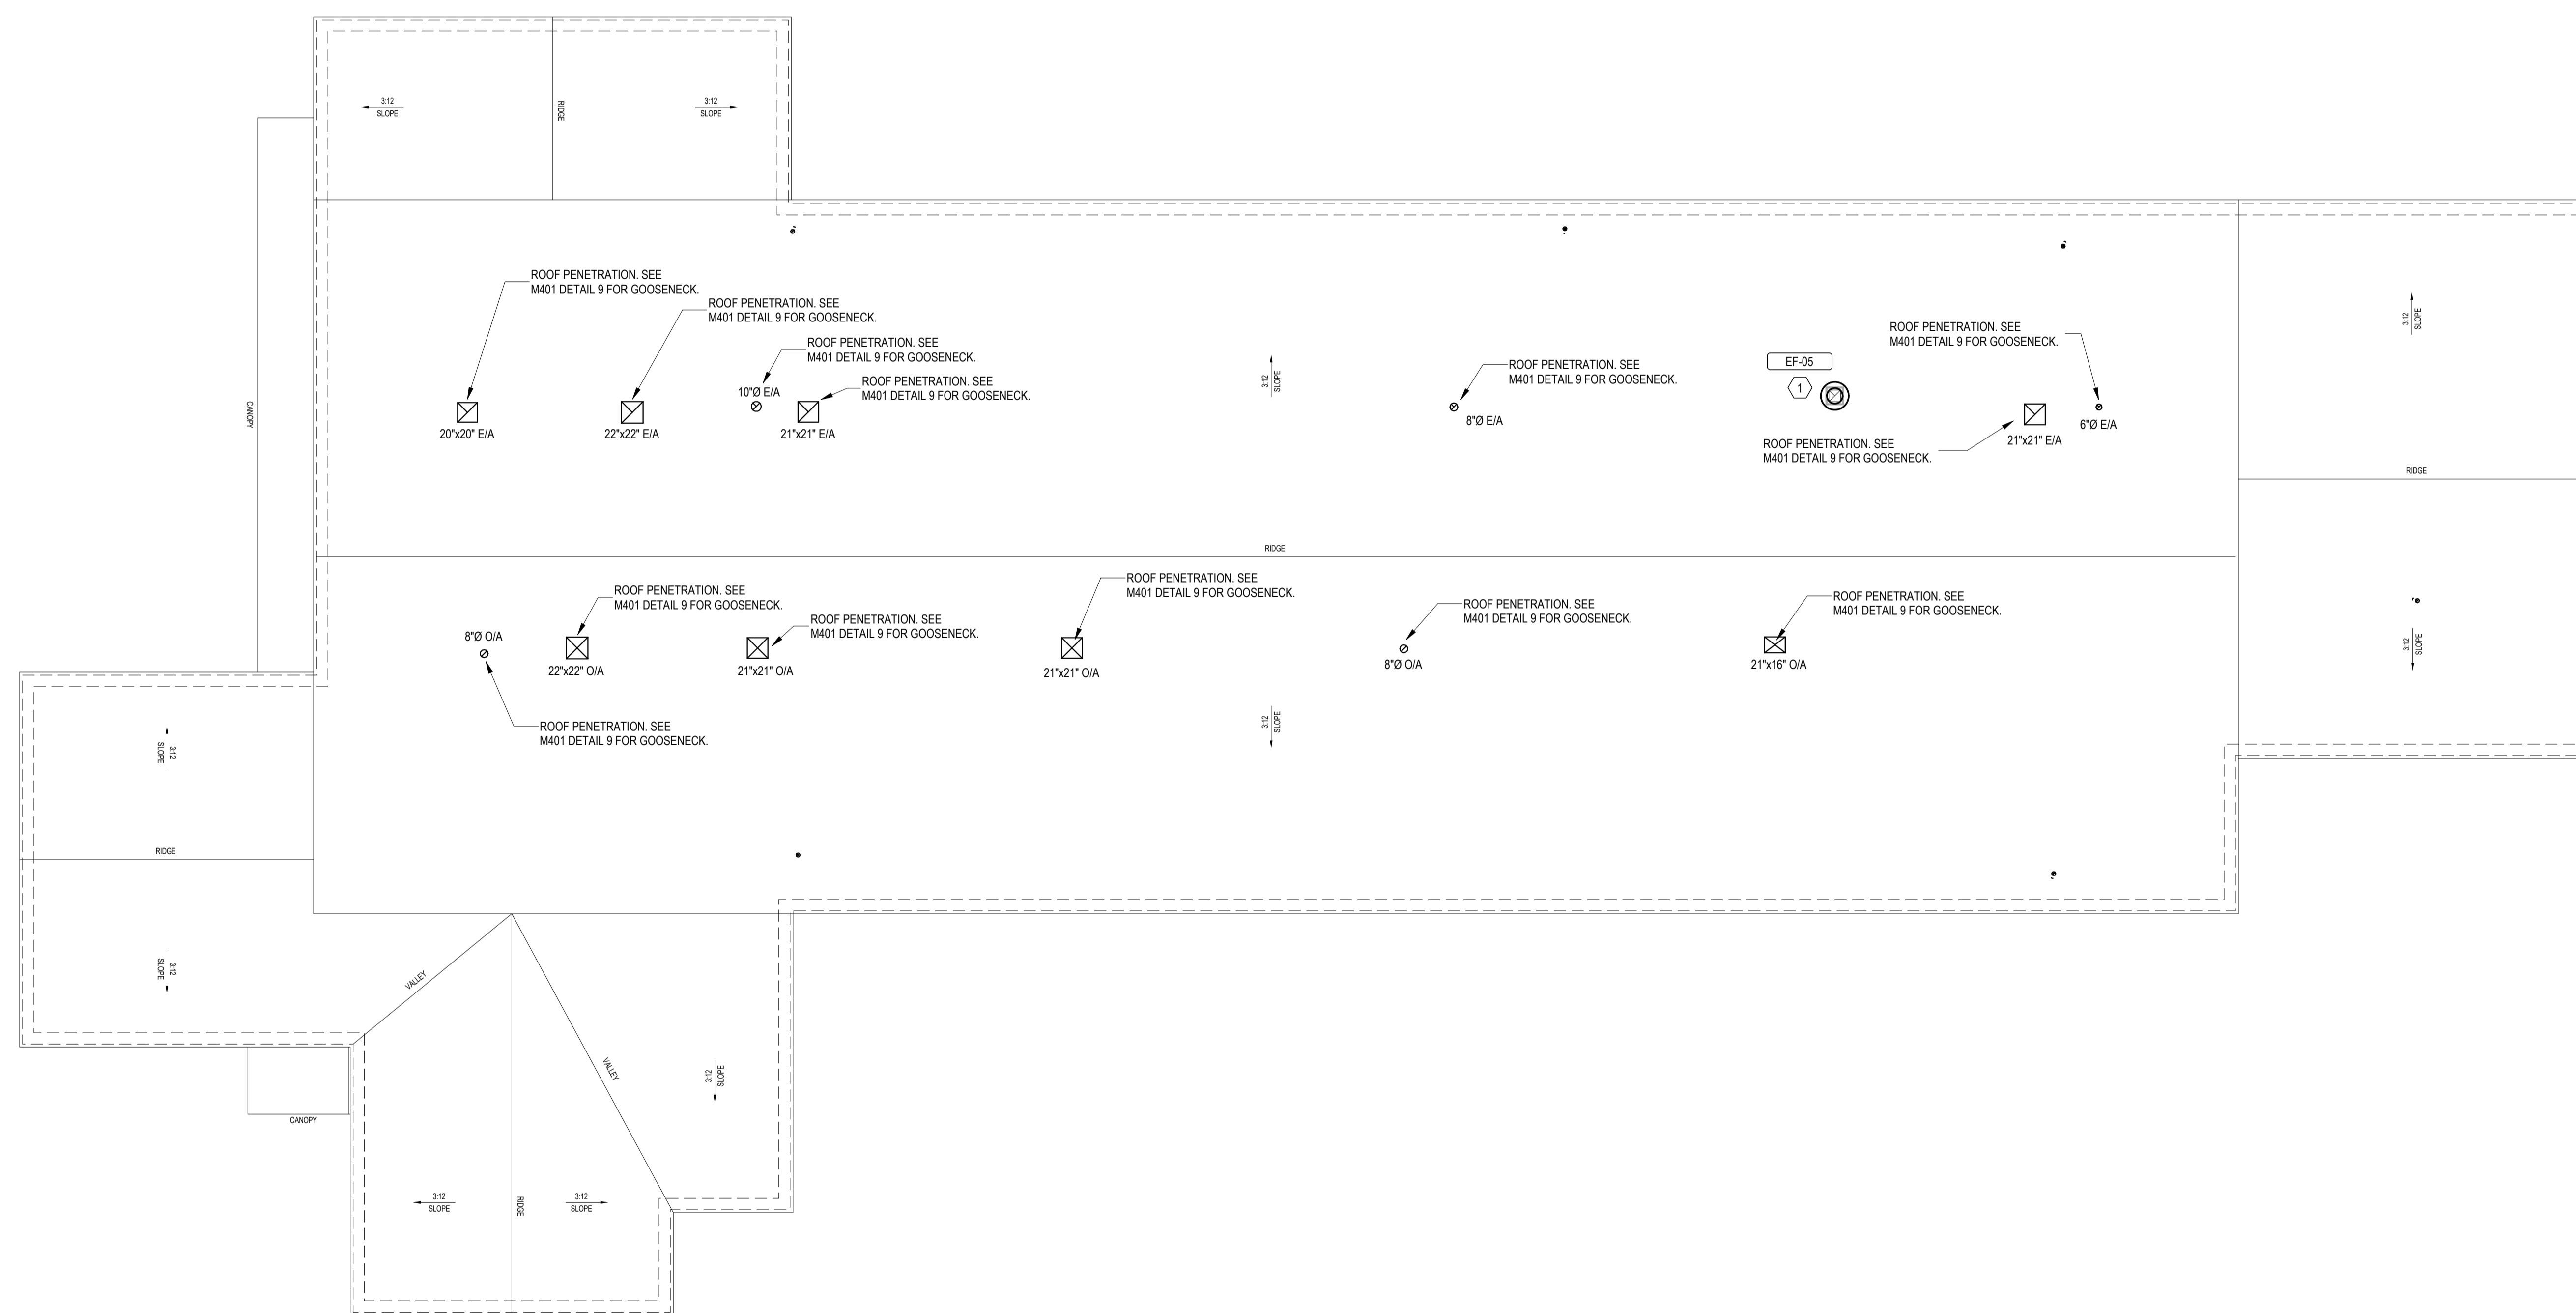 3:12
SLOPE
RIDGE
3:12
SLOPE
CANOPY
ROOF PENETRATION. SEE
M401 DETAIL 9 FOR GOOSENECK.
20"x20" E/A
ROOF PENETRATION. SEE
M401 DETAIL 9 FOR GOOSENECK.
22"x22" E/A
ROOF PENETRATION. SEE
M401 DETAIL 9 FOR GOOSENECK.
10"Ø E/A
ROOF PENETRATION. SEE
M401 DETAIL 9 FOR GOOSENECK.
21"x21" E/A
3:12
SLOPE
ROOF PENETRATION. SEE
M401 DETAIL 9 FOR GOOSENECK.
8"Ø E/A
EF-05
1
ROOF PENETRATION. SEE
M401 DETAIL 9 FOR GOOSENECK.
6"Ø E/A
ROOF PENETRATION. SEE
M401 DETAIL 9 FOR GOOSENECK.
21"x21" E/A
3:12
SLOPE
RIDGE
RIDGE
8"Ø O/A
ROOF PENETRATION. SEE
M401 DETAIL 9 FOR GOOSENECK.
ROOF PENETRATION. SEE
M401 DETAIL 9 FOR GOOSENECK.
22"x22" O/A
ROOF PENETRATION. SEE
M401 DETAIL 9 FOR GOOSENECK.
21"x21" O/A
ROOF PENETRATION. SEE
M401 DETAIL 9 FOR GOOSENECK.
21"x21" O/A
ROOF PENETRATION. SEE
M401 DETAIL 9 FOR GOOSENECK.
8"Ø O/A
ROOF PENETRATION. SEE
M401 DETAIL 9 FOR GOOSENECK.
21"x16" O/A
3:12
SLOPE
3:12
SLOPE
3:12
SLOPE
RIDGE
3:12
SLOPE
VALLEY
VALLEY
3:12
SLOPE
CANOPY
3:12
SLOPE
RIDGE
3:12
SLOPE